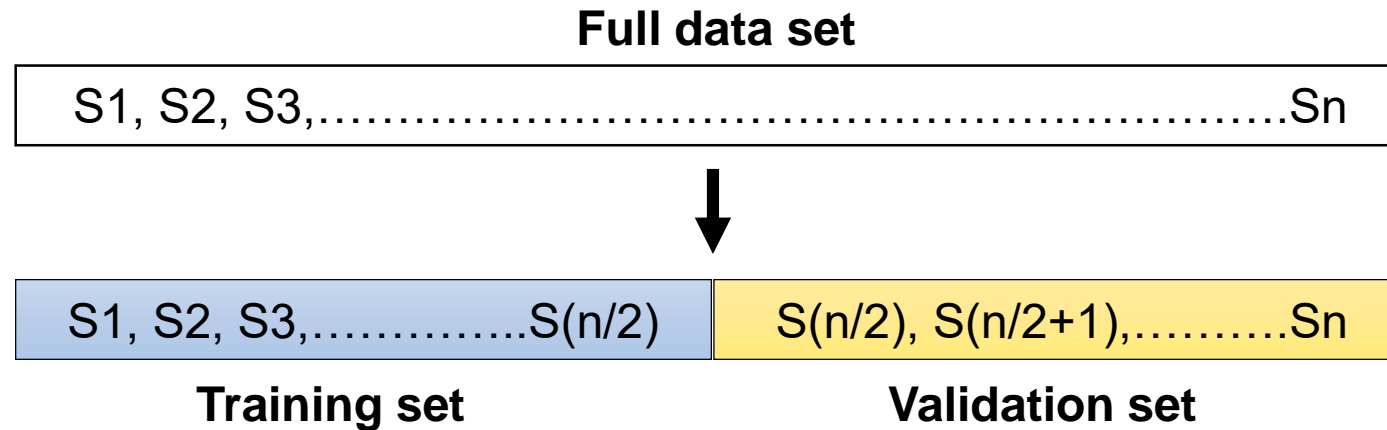 Full data set
S1, S2, S3,……………………………………………………….Sn
S1, S2, S3,…………..S(n/2)
S(n/2), S(n/2+1),……….Sn
Training set
Validation set